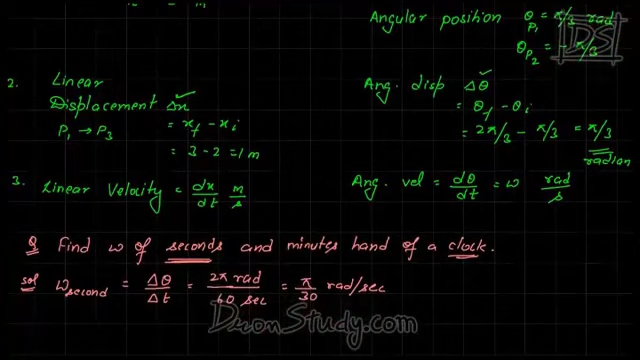 Angular position θP1 = π/3 rad
θP2 = - π/3
DS
2. Linear
Displacement Δx
P1 → P3
= xf - xi
= 3 - 2 = 1 m
Ang. disp Δθ
= θf - θi
= 2π/3 - π/3 = π/3
radian
3. Linear Velocity = dx/dt m/s
Ang. vel = dθ/dt = ω rad/s
Q Find ω of seconds and minutes hand of a clock.
sol ωsecond = Δθ/Δt = 2π rad/60 sec = π/30 rad/sec
DronStudy.com